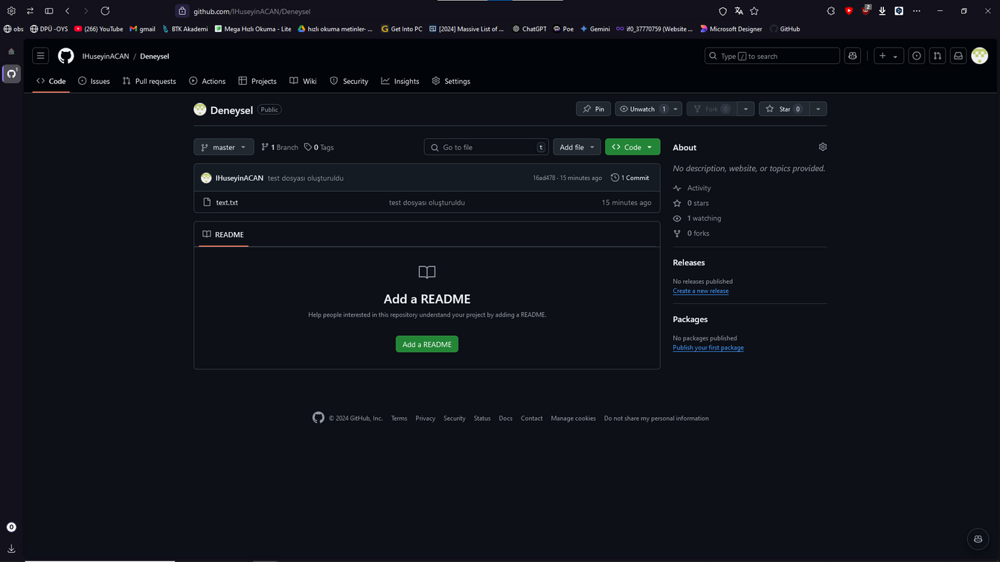 github.com/IHuseyinACAN/Deneysel
2
obs DPÜ -OYS (266) YouTube gmail BTK Akademi Mega Hızlı Okuma - Lite hızlı okuma metinler-... Get Into PC [2024] Massive List of ... ChatGPT Poe Gemini if0_37770759 (Website ... Microsoft Designer GitHub
IHuseyinACAN / Deneysel Type / to search
1
Code Issues Pull requests Actions Projects Wiki Security Insights Settings
Deneysel Public Pin Unwatch 1 Fork 0 Star 0
master 1 Branch 0 Tags Go to file t Add file Code About
No description, website, or topics provided.
IHuseyinACAN test dosyası oluşturuldu 16ad478 · 15 minutes ago 1 Commit
Activity
text.txt test dosyası oluşturuldu 15 minutes ago
0 stars
1 watching
0 forks
README
Releases
No releases published
Create a new release
Add a README
Help people interested in this repository understand your project by adding a README.
Packages
No packages published
Publish your first package
Add a README
© 2024 GitHub, Inc. Terms Privacy Security Status Docs Contact Manage cookies Do not share my personal information
0